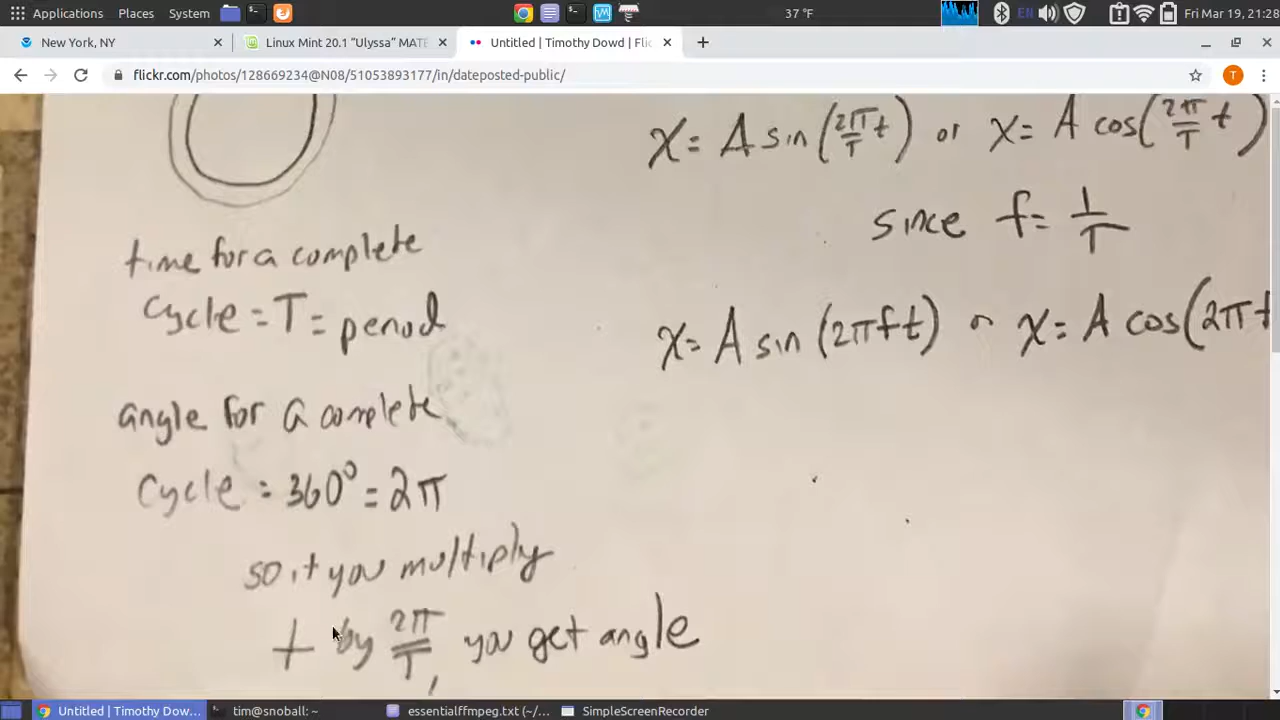 Applications Places System 37 °F EN Fri Mar 19, 21:28
New York, NY Linux Mint 20.1 "Ulyssa" MATE Untitled | Timothy Dowd | Flic
flickr.com/photos/128669234@N08/51053893177/in/dateposted-public/ T
x = A sin (2π/T t) or x = A cos(2π/T t)
since f = 1/T
x = A sin (2πft) or x = A cos(2πf
time for a complete
cycle = T = period
angle for a complete
cycle = 360° = 2π
so if you multiply
t by 2π/T, you get angle
Untitled | Timothy Dow... tim@snoball: ~ essentialffmpeg.txt (~/... SimpleScreenRecorder